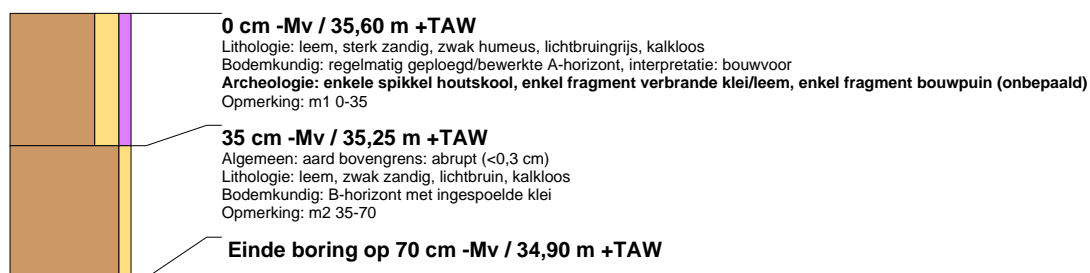 0 cm -Mv / 35,60 m +TAW
Lithologie: leem, sterk zandig, zwak humeus, lichtbruingrijs, kalkloos
Bodemkundig: regelmatig geploegd/bewerkte A-horizont, interpretatie: bouwvoor
Archeologie: enkele spikkel houtskool, enkel fragment verbrande klei/leem, enkel fragment bouwpuin (onbepaald)
Opmerking: m1 0-35
35 cm -Mv / 35,25 m +TAW
Algemeen: aard bovengrens: abrupt (<0,3 cm)
Lithologie: leem, zwak zandig, lichtbruin, kalkloos
Bodemkundig: B-horizont met ingespoelde klei
Opmerking: m2 35-70
Einde boring op 70 cm -Mv / 34,90 m +TAW